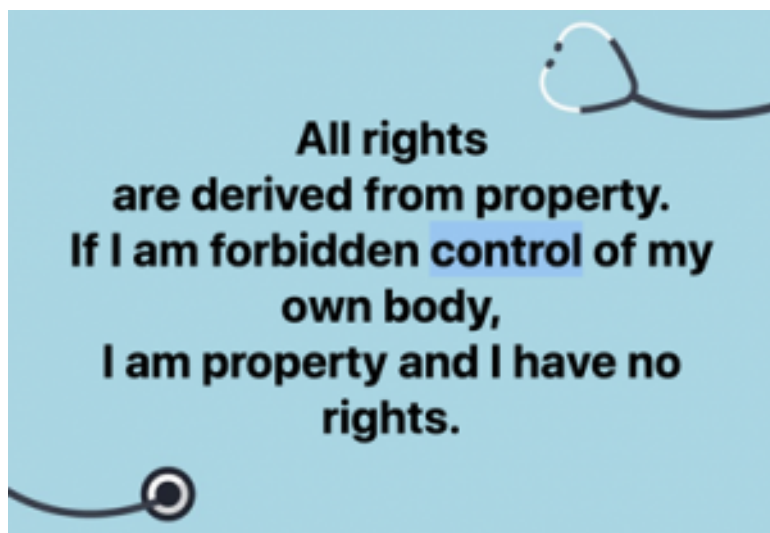 All rights
are derived from property.
If I am forbidden control of my
own body,
I am property and I have no
rights.